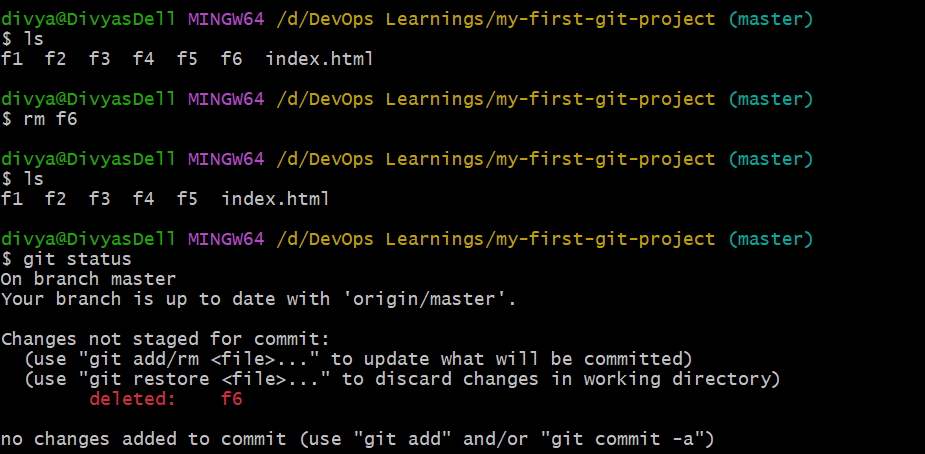 divya@DivyasDell MINGW64 /d/DevOps Learnings/my-first-git-project (master)
$ ls
f1  f2  f3  f4  f5  f6  index.html

divya@DivyasDell MINGW64 /d/DevOps Learnings/my-first-git-project (master)
$ rm f6

divya@DivyasDell MINGW64 /d/DevOps Learnings/my-first-git-project (master)
$ ls
f1  f2  f3  f4  f5  index.html

divya@DivyasDell MINGW64 /d/DevOps Learnings/my-first-git-project (master)
$ git status
On branch master
Your branch is up to date with 'origin/master'.

Changes not staged for commit:
  (use "git add/rm <file>..." to update what will be committed)
  (use "git restore <file>..." to discard changes in working directory)
        deleted:    f6

no changes added to commit (use "git add" and/or "git commit -a")